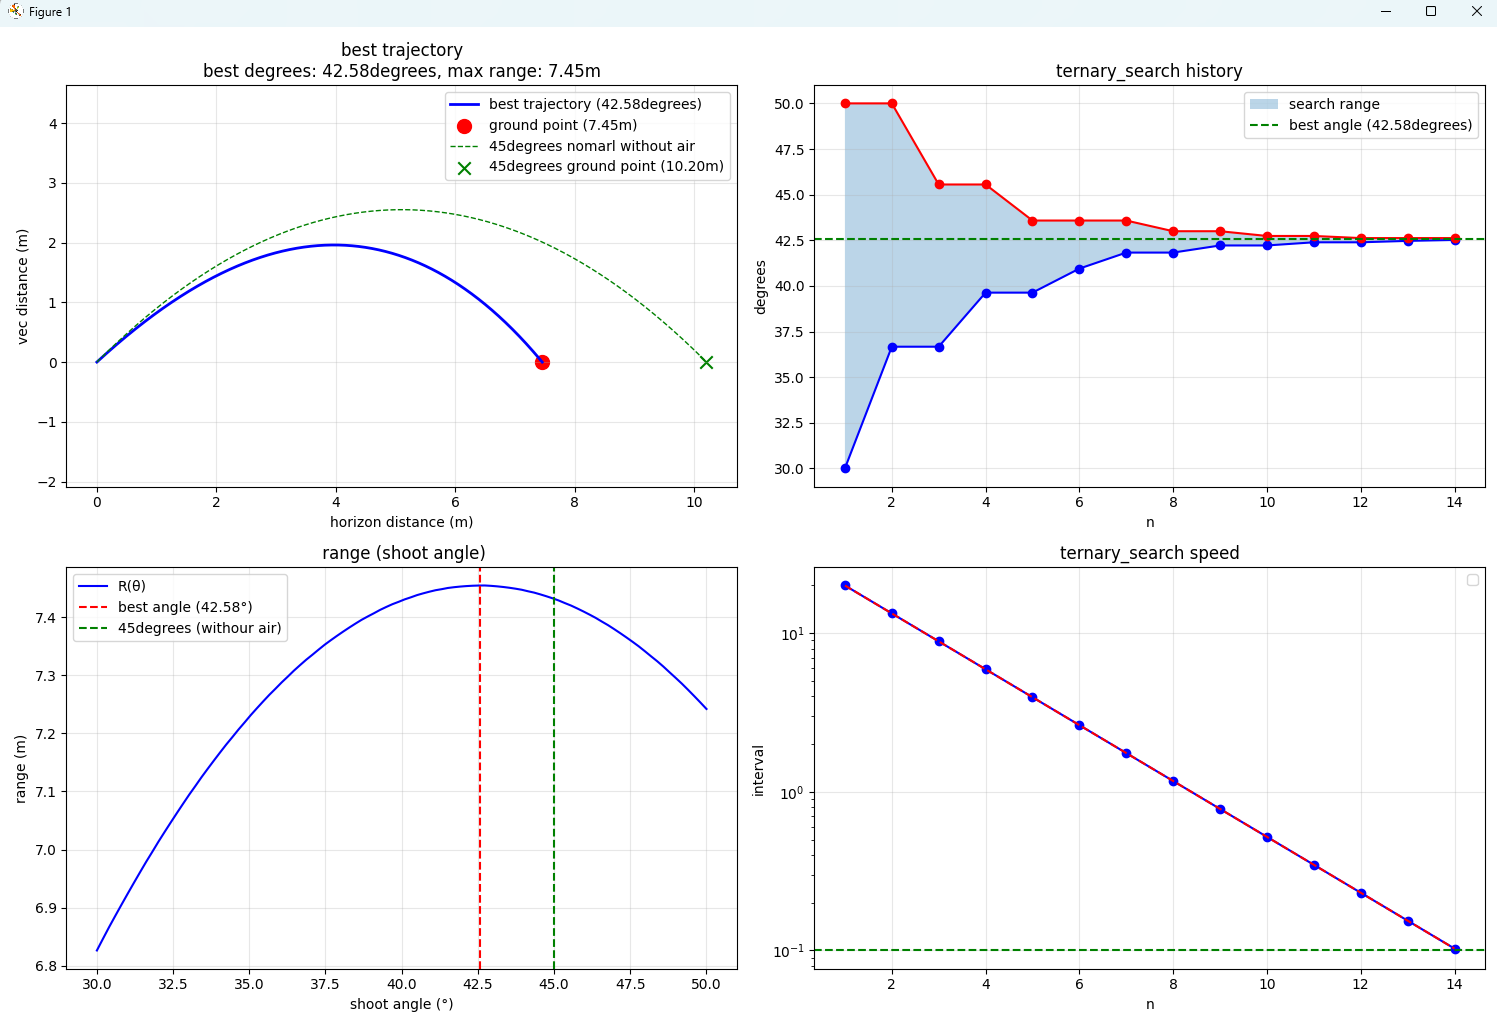 Figure 1
best trajectory
best degrees: 42.58degrees, max range: 7.45m
best trajectory (42.58degrees)
ground point (7.45m)
45degrees nomarl without air
45degrees ground point (10.20m)
4
3
2
1
0
−1
−2
vec distance (m)
0 2 4 6 8 10
horizon distance (m)
ternary_search history
search range
best angle (42.58degrees)
50.0
47.5
45.0
42.5
40.0
37.5
35.0
32.5
30.0
degrees
2 4 6 8 10 12 14
n
range (shoot angle)
R(θ)
best angle (42.58°)
45degrees (withour air)
7.4
7.3
7.2
7.1
7.0
6.9
6.8
range (m)
30.0 32.5 35.0 37.5 40.0 42.5 45.0 47.5 50.0
shoot angle (°)
ternary_search speed
10¹
10⁰
10⁻¹
interval
2 4 6 8 10 12 14
n